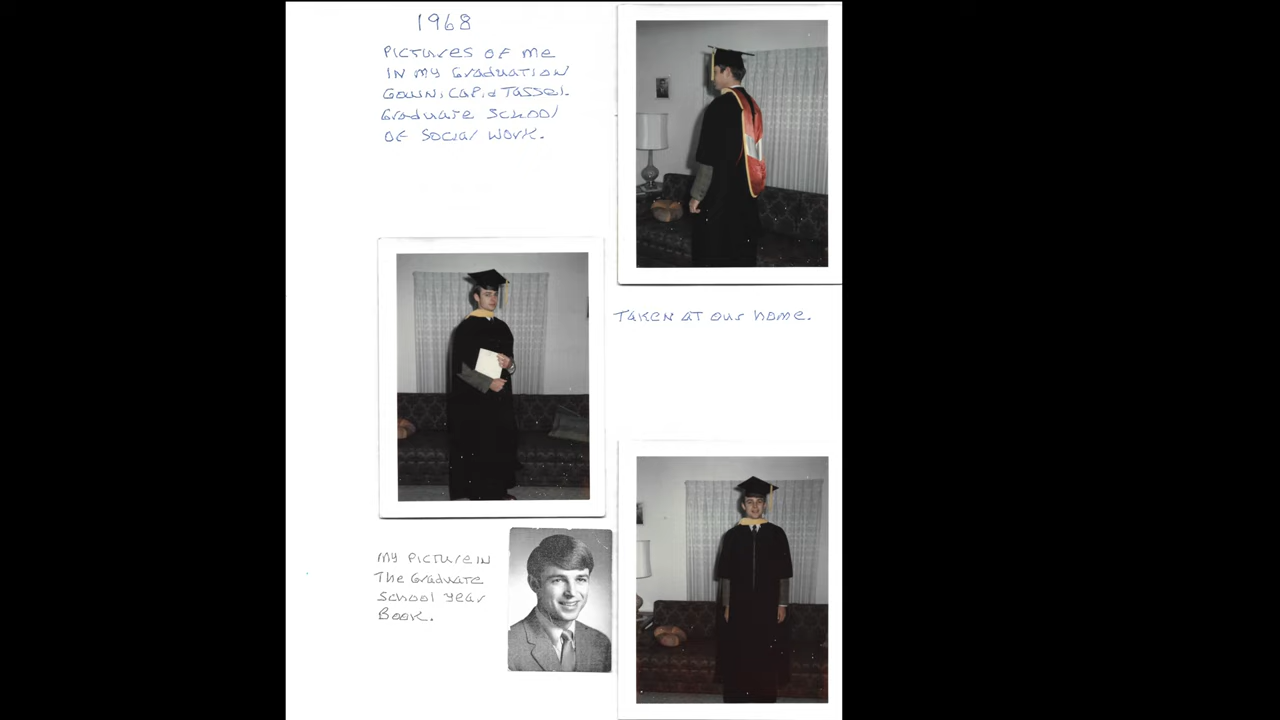 1968
PICTURES OF ME
IN MY GRADUATION
GOWN, CAP, & TASSEL.
GRADUATE SCHOOL
OF SOCIAL WORK.
TAKEN AT OUR HOME.
MY PICTURE IN
THE GRADUATE
SCHOOL YEAR
BOOK.